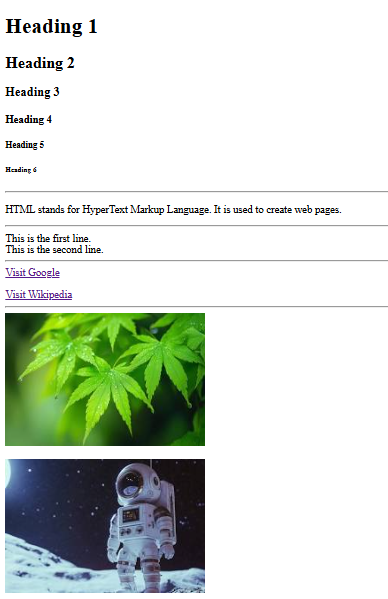 Heading 1
Heading 2
Heading 3
Heading 4
Heading 5
Heading 6
HTML stands for HyperText Markup Language. It is used to create web pages.
This is the first line.
This is the second line.
Visit Google
Visit Wikipedia